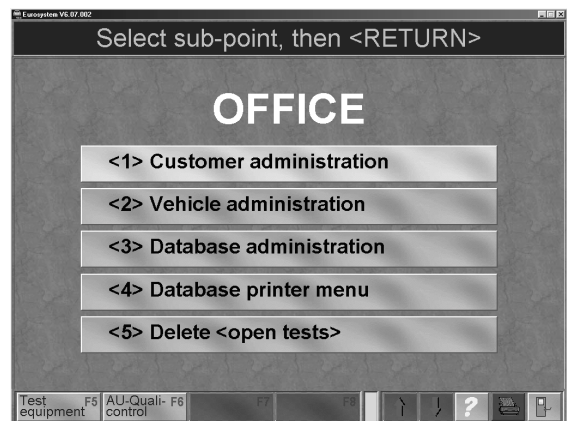 Eurosystem V6.07.002
Select sub-point, then <RETURN>
OFFICE
<1> Customer administration
<2> Vehicle administration
<3> Database administration
<4> Database printer menu
<5> Delete <open tests>
Test F5 AU-Quali- F6 F7 F8
equipment control
?